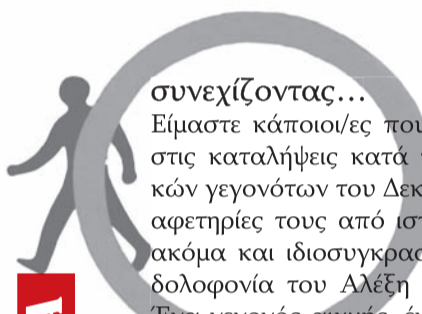 συνεχίζοντας...
Είμαστε κάποιοι/ες που
στις καταλήψεις κατά
κών γεγονότων του Δεκ
αφετηρίες τους από ιστ
ακόμα και ιδιοσυγκρασ
δολοφονία του Αλέξη